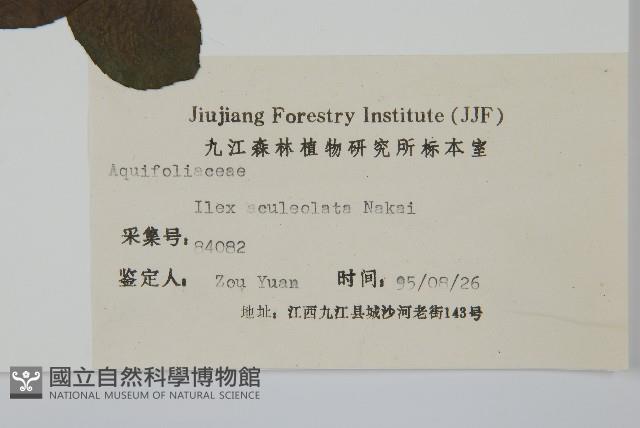 Jiujiang Forestry Institute (JJF)
九江森林植物研究所标本室
Aquifoliaceae
Ilex aculeolata Nakai
采集号: 84082
鉴定人: Zou Yuan 时间: 95/08/26
地址: 江西九江县城沙河老街143号
國立自然科學博物館
NATIONAL MUSEUM OF NATURAL SCIENCE